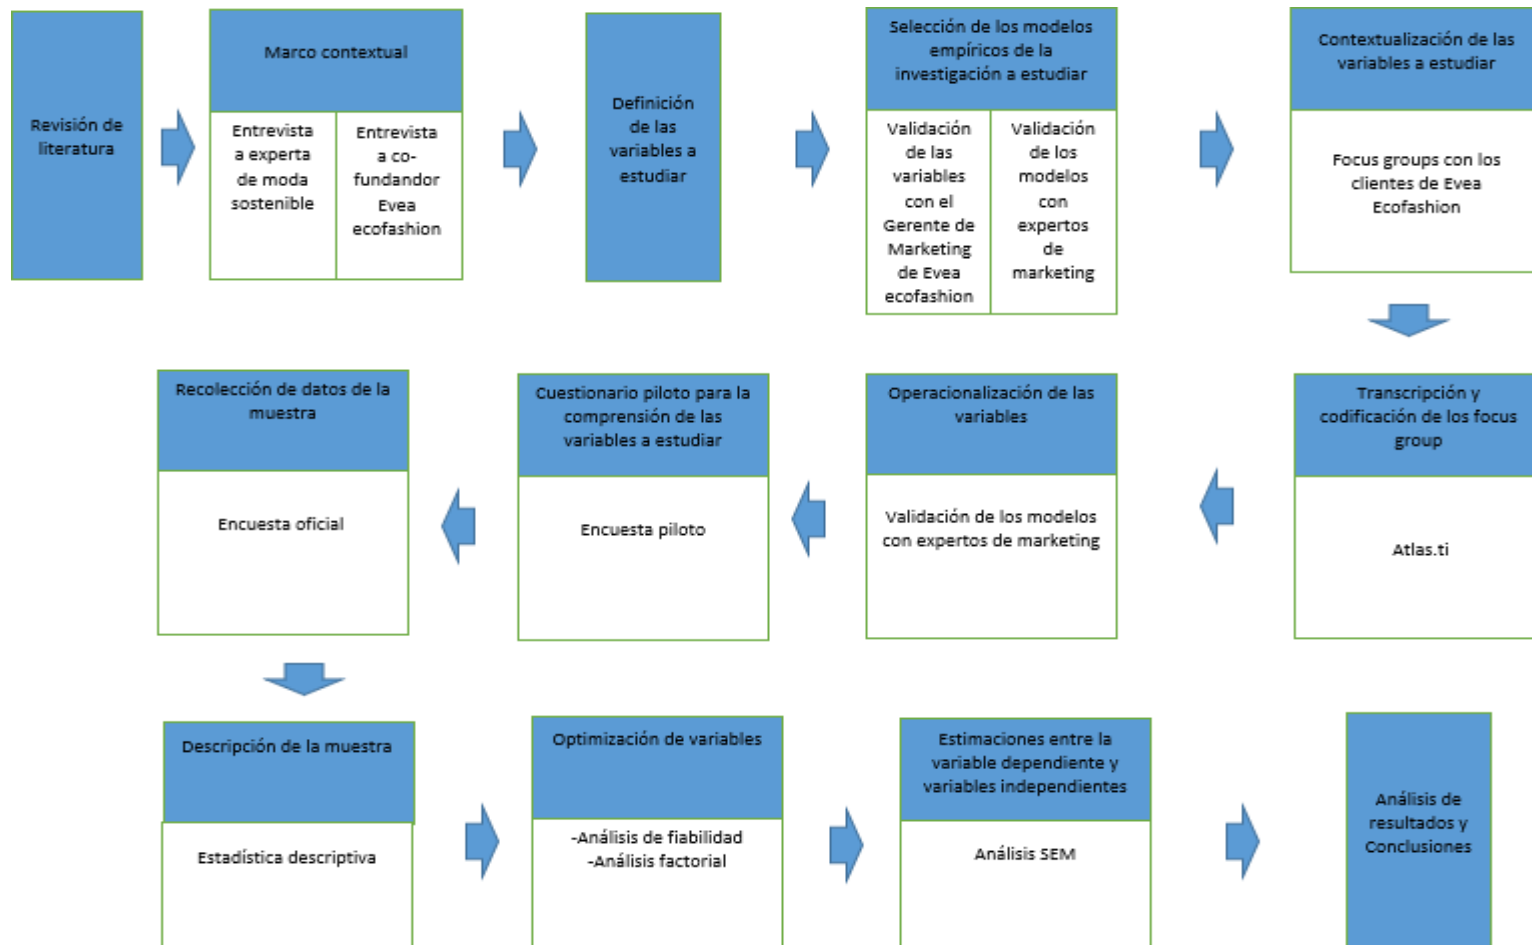 Revisión de
literatura
Marco contextual
Entrevista
a experta
de moda
sostenible
Entrevista
a co-
fundandor
Evea
ecofashion
Definición
de las
variables a
estudiar
Selección de los modelos
empíricos de la
investigación a estudiar
Validación
de las
variables
con el
Gerente de
Marketing
de Evea
ecofashion
Validación
de los
modelos
con
expertos
de
marketing
Contextualización de las
variables a estudiar
Focus groups con los
clientes de Evea
Ecofashion
Transcripción y
codificación de los focus
group
Atlas.ti
Operacionalización de las
variables
Validación de los modelos
con expertos de marketing
Cuestionario piloto para la
comprensión de las
variables a estudiar
Encuesta piloto
Recolección de datos de la
muestra
Encuesta oficial
Descripción de la muestra
Estadística descriptiva
Optimización de variables
-Análisis de fiabilidad
-Análisis factorial
Estimaciones entre la
variable dependiente y
variables independientes
Análisis SEM
Análisis de
resultados y
Conclusiones